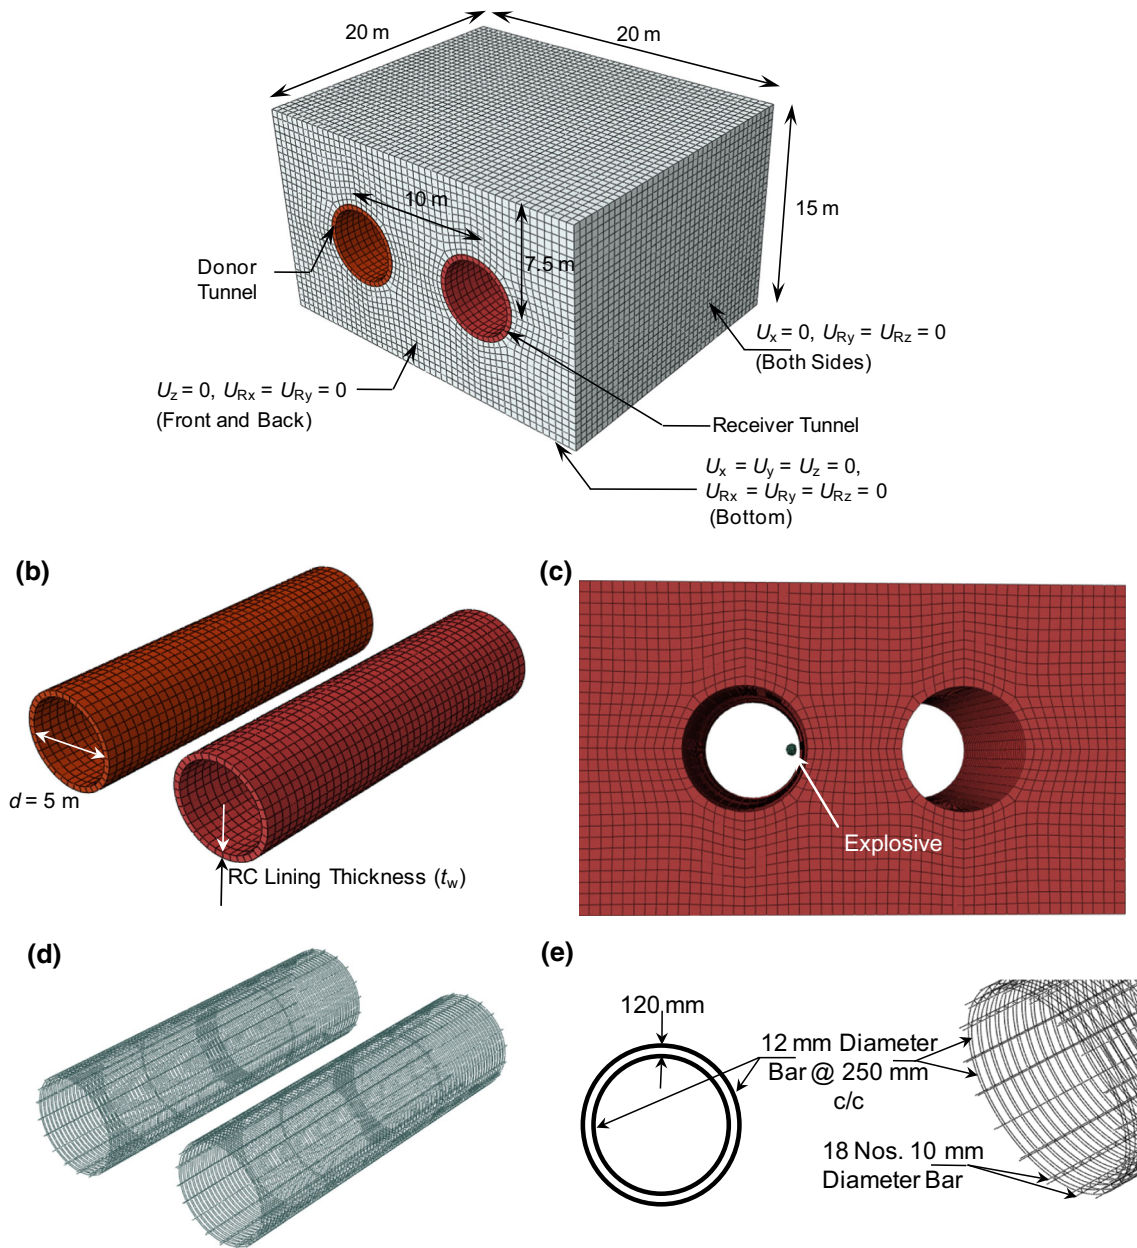 20 m
20 m
10 m
15 m
7.5 m
Donor
Tunnel
Ux = 0, URy = URz = 0
(Both Sides)
Uz = 0, URx = URy = 0
(Front and Back)
Receiver Tunnel
Ux = Uy = Uz = 0,
URx = URy = URz = 0
(Bottom)
(b)
(c)
d = 5 m
RC Lining Thickness (tw)
Explosive
(d)
(e)
120 mm
12 mm Diameter
Bar @ 250 mm
c/c
18 Nos. 10 mm
Diameter Bar